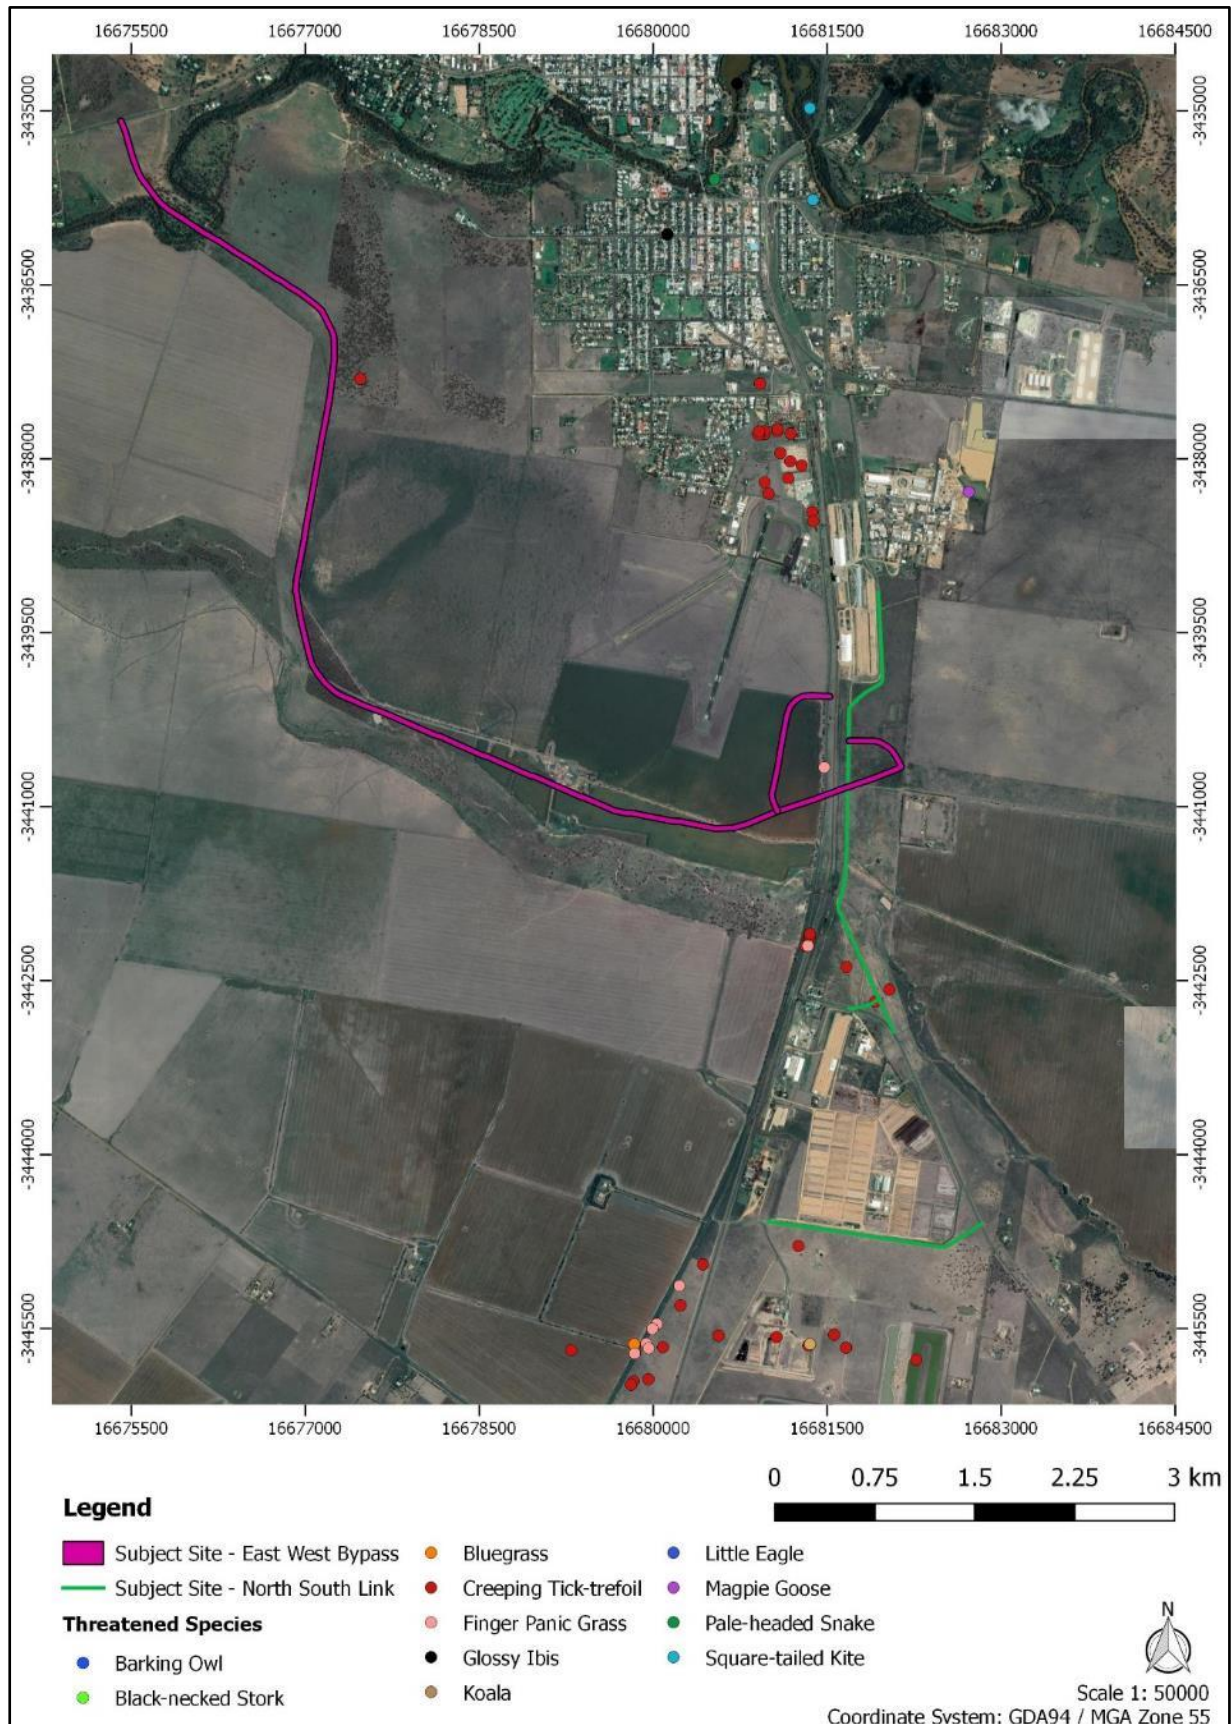 16675500 16677000 16678500 16680000 16681500 16683000 16684500
-3435000 -3435000
-3436500 -3436500
-3438000 -3438000
-3439500 -3439500
-3441000 -3441000
-3442500 -3442500
-3444000 -3444000
-3445500 -3445500
16675500 16677000 16678500 16680000 16681500 16683000 16684500
0 0.75 1.5 2.25 3 km
Legend
Subject Site - East West Bypass
Subject Site - North South Link
Threatened Species
Barking Owl
Black-necked Stork
Bluegrass
Creeping Tick-trefoil
Finger Panic Grass
Glossy Ibis
Koala
Little Eagle
Magpie Goose
Pale-headed Snake
Square-tailed Kite
N
Scale 1: 50000
Coordinate System: GDA94 / MGA Zone 55